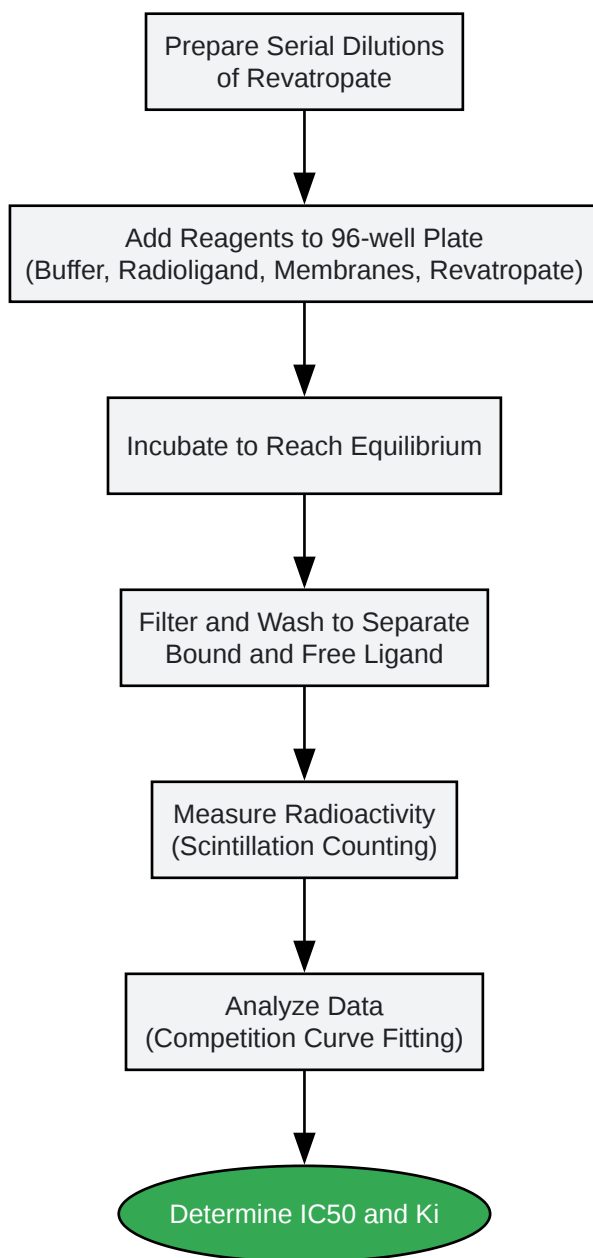 Prepare Serial Dilutions
of Revatropate
Add Reagents to 96-well Plate
(Buffer, Radioligand, Membranes, Revatropate)
Incubate to Reach Equilibrium
Filter and Wash to Separate
Bound and Free Ligand
Measure Radioactivity
(Scintillation Counting)
Analyze Data
(Competition Curve Fitting)
Determine IC50 and Ki